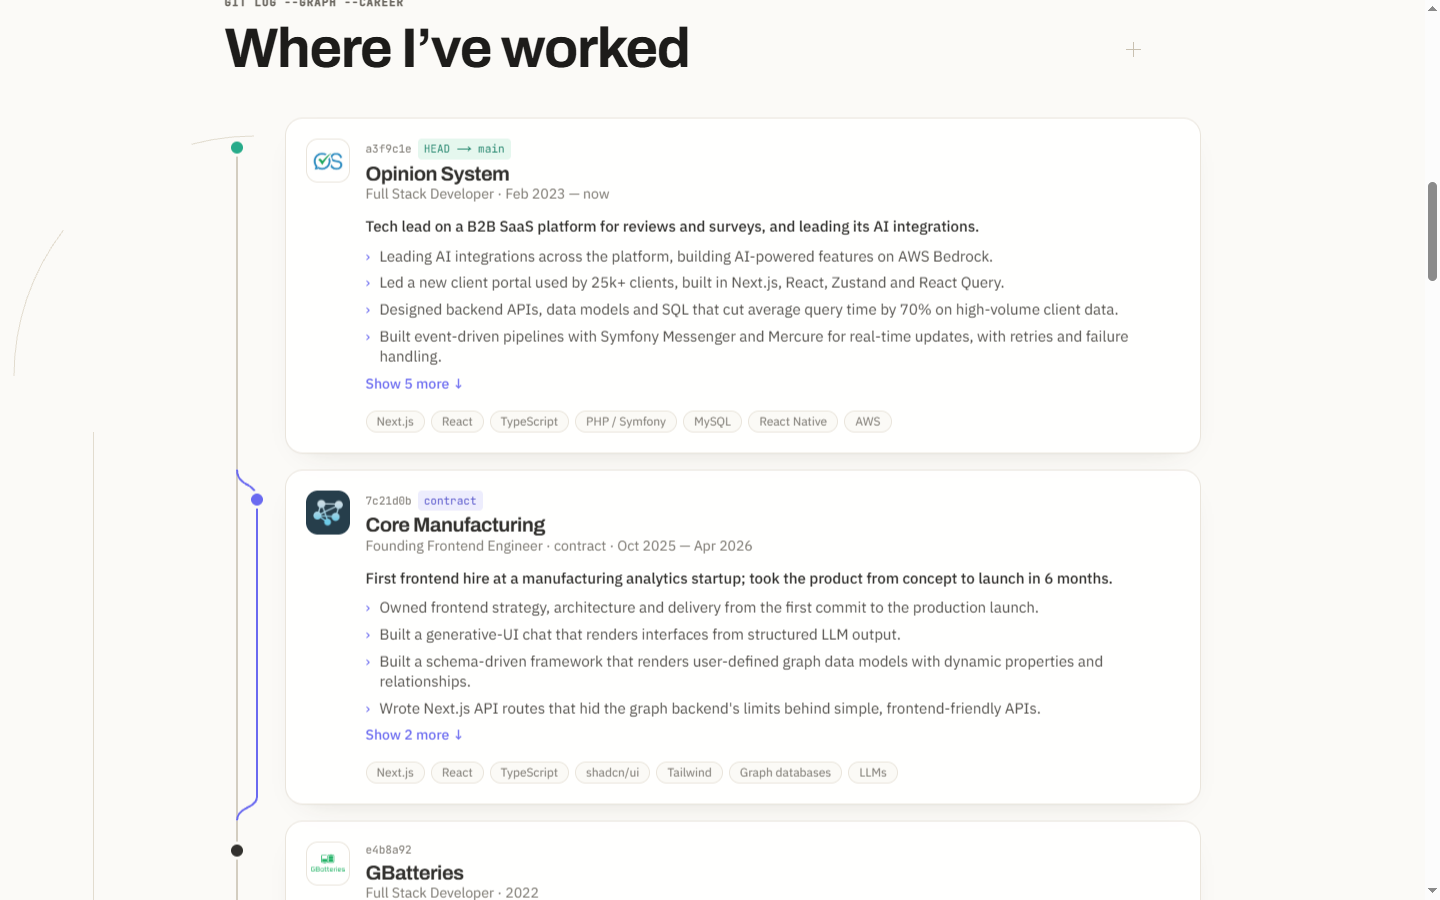 GIT LOG --GRAPH --CAREER
Where I’ve worked
a3f9c1e HEAD → main
Opinion System
Full Stack Developer · Feb 2023 — now
Tech lead on a B2B SaaS platform for reviews and surveys, and leading its AI integrations.
› Leading AI integrations across the platform, building AI-powered features on AWS Bedrock.
› Led a new client portal used by 25k+ clients, built in Next.js, React, Zustand and React Query.
› Designed backend APIs, data models and SQL that cut average query time by 70% on high-volume client data.
› Built event-driven pipelines with Symfony Messenger and Mercure for real-time updates, with retries and failure
handling.
Show 5 more ↓
Next.js React TypeScript PHP / Symfony MySQL React Native AWS
7c21d0b contract
Core Manufacturing
Founding Frontend Engineer · contract · Oct 2025 — Apr 2026
First frontend hire at a manufacturing analytics startup; took the product from concept to launch in 6 months.
› Owned frontend strategy, architecture and delivery from the first commit to the production launch.
› Built a generative-UI chat that renders interfaces from structured LLM output.
› Built a schema-driven framework that renders user-defined graph data models with dynamic properties and
relationships.
› Wrote Next.js API routes that hid the graph backend's limits behind simple, frontend-friendly APIs.
Show 2 more ↓
Next.js React TypeScript shadcn/ui Tailwind Graph databases LLMs
e4b8a92
GBatteries
GBatteries
Full Stack Developer · 2022